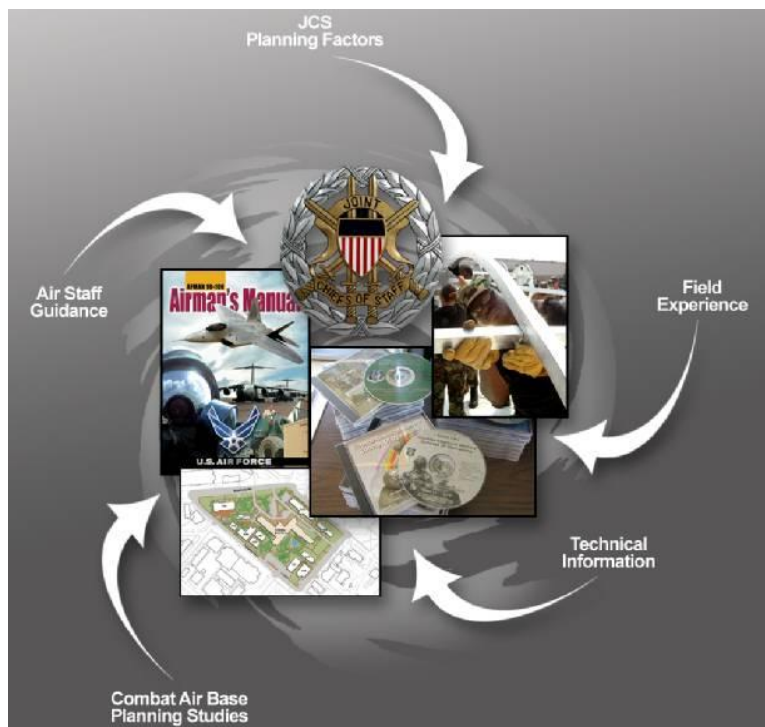 JCS
Planning Factors
JOINT
CHIEFS OF STAFF
Air Staff
Guidance
Airman's Manual
U.S. AIR FORCE
Field
Experience
Technical
Information
Combat Air Base
Planning Studies